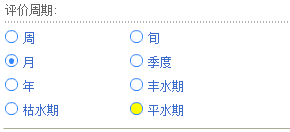 评价周期:
周 旬
月 季度
年 丰水期
枯水期 平水期